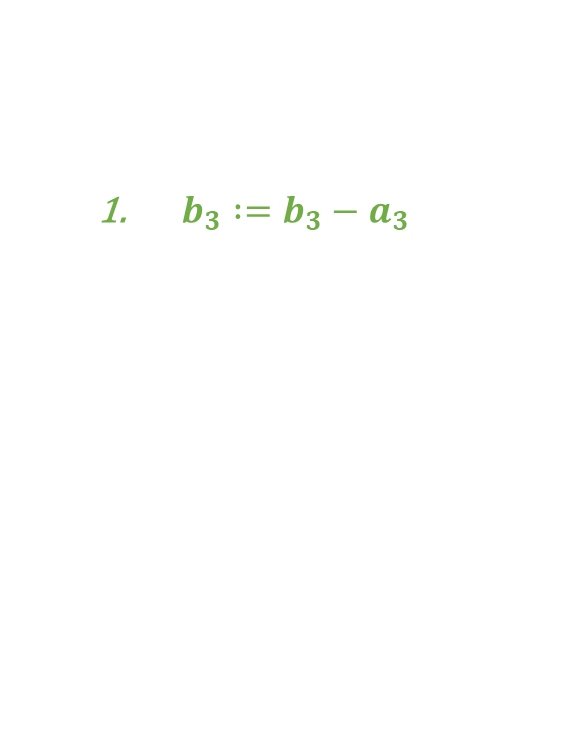 1. b₃ := b₃ − a₃